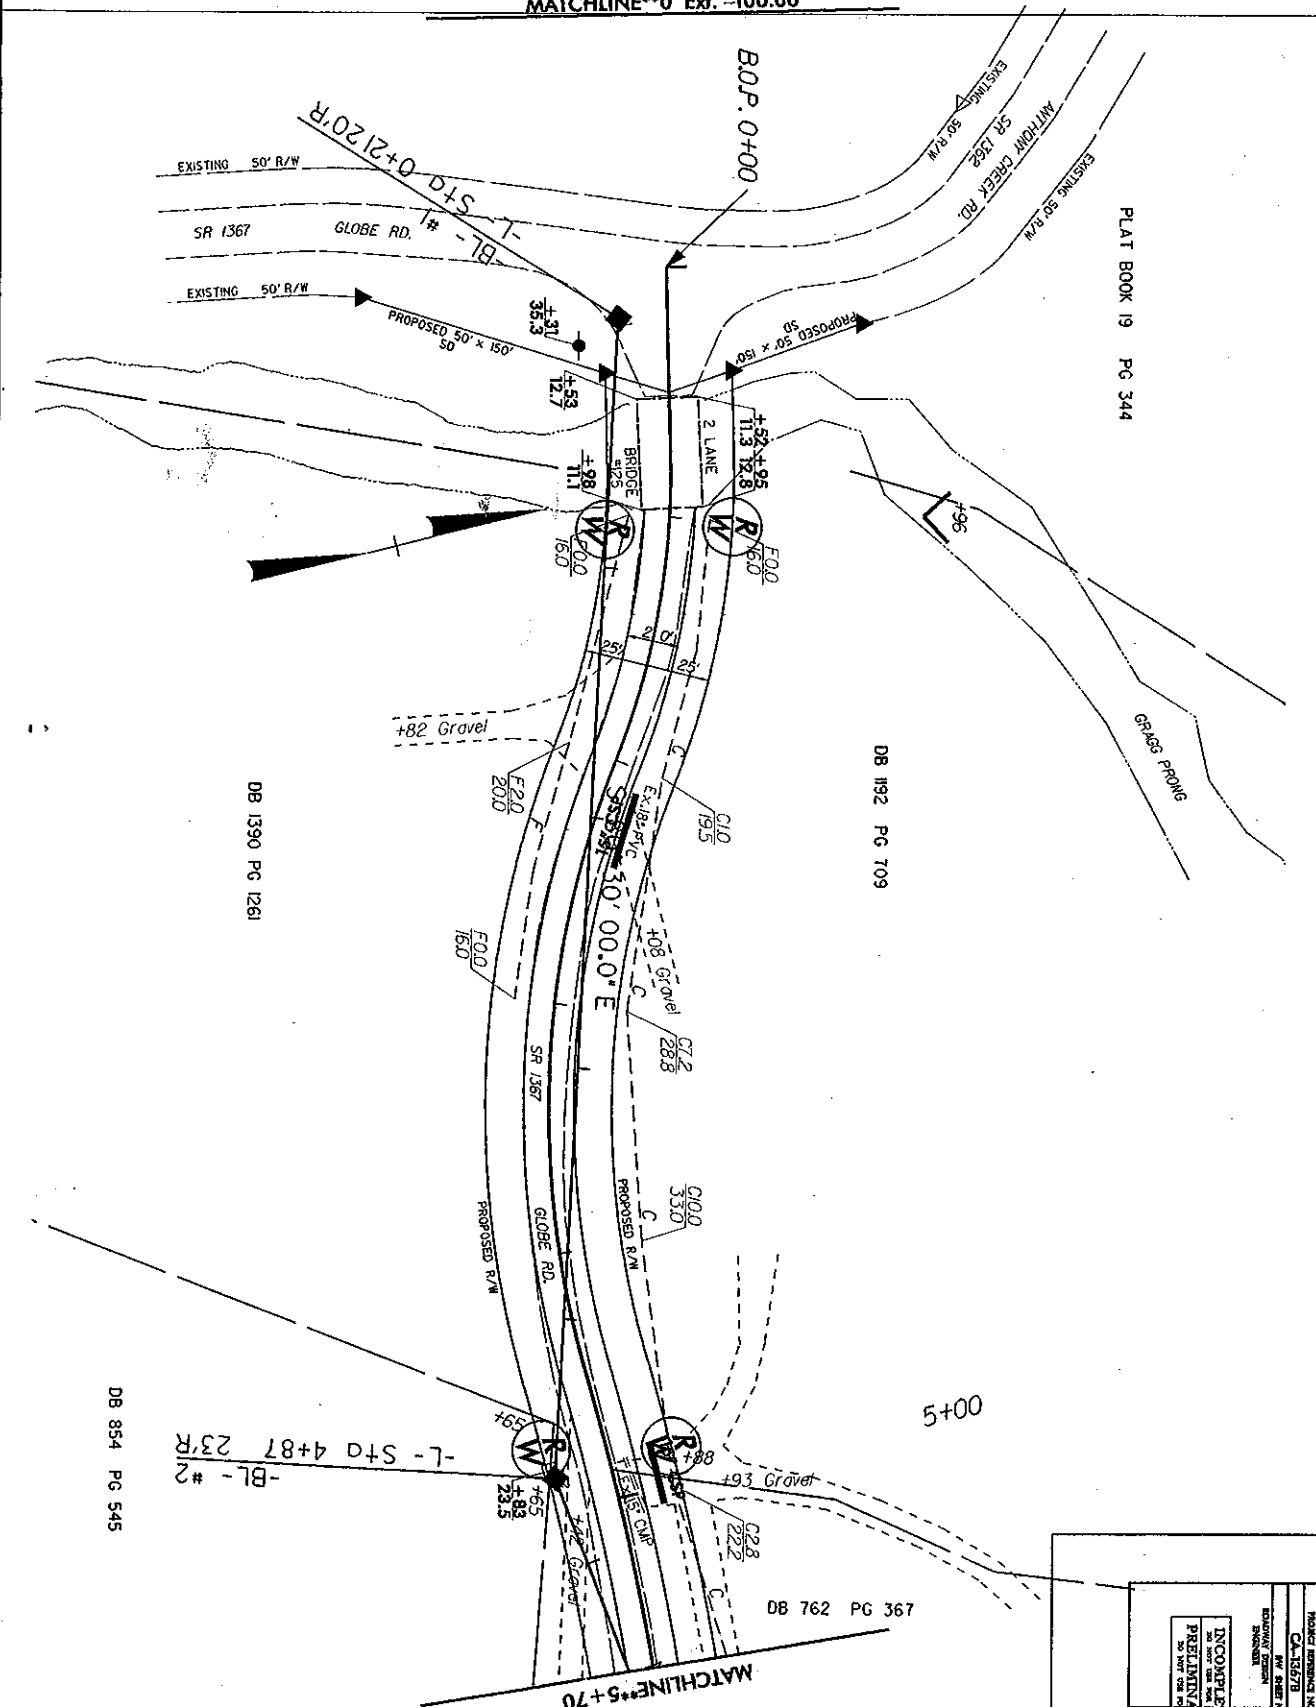 MATCHLINE**0 Ext. -100.00
B.O.P. 0+00
EXISTING
50' R/W
ANTHONY CREEK RD.
SR 1362
EXISTING 50' R/W
PLAT BOOK 19 PG 344
-BL- #1
-L- Sta 0+21 20'R
EXISTING 50' R/W
SR 1367 GLOBE RD.
EXISTING 50' R/W
PROPOSED 50' x 150'
SD
PROPOSED 50' x 150'
SD
+31
35.3
+53
12.7
+52
11.3
+95
12.8
2 LANE
BRIDGE
#125
+98
11.1
R
W
F0.0
16.0
R
W
F0.0
16.0
+96
GRAGG PRONG
25'
25'
+82 Gravel
F
F2.0
20.0
C
C1.0
19.5
EX.18" PVC
30' 00.0" E
+08 Gravel
DB 1192 PG 709
DB 1390 PG 1261
F0.0
16.0
C
C7.2
28.8
SR 1367
GLOBE RD.
PROPOSED R/W
PROPOSED R/W
C10.0
33.0
C
5+00
+65
R
W
R
W
+88
+93 Gravel
-BL- #2
-L- Sta 4+87 23'R
+65
+83
23.5
EX.15" CMP
+42 Gravel
C2.8
22.2
C
DB 854 PG 545
DB 762 PG 367
MATCHLINE**5+70
CA-1367B
ROADWAY DESIGN
ENGINEER